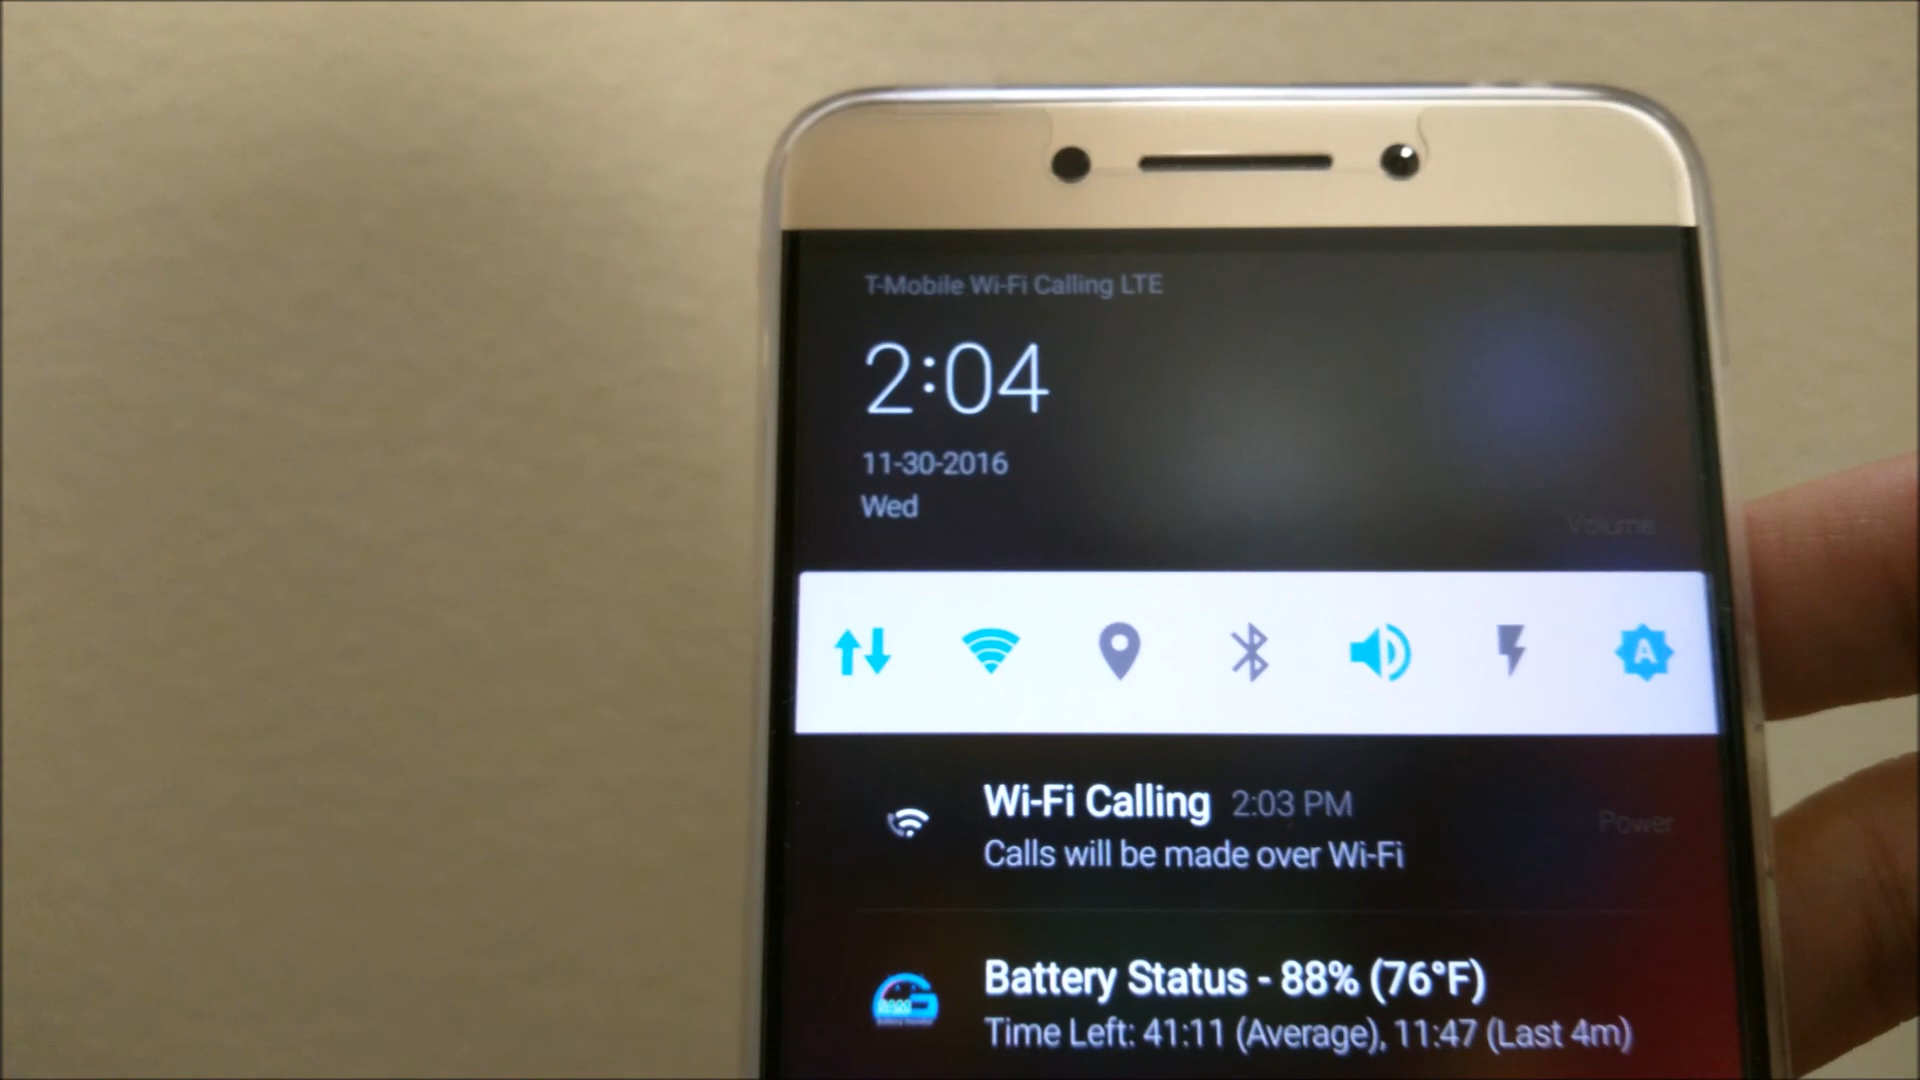 T-Mobile Wi-Fi Calling LTE
2:04
11-30-2016
Wed
Volume
A
Wi-Fi Calling 2:03 PM
Calls will be made over Wi-Fi
Power
Battery Status - 88% (76°F)
Time Left: 41:11 (Average), 11:47 (Last 4m)